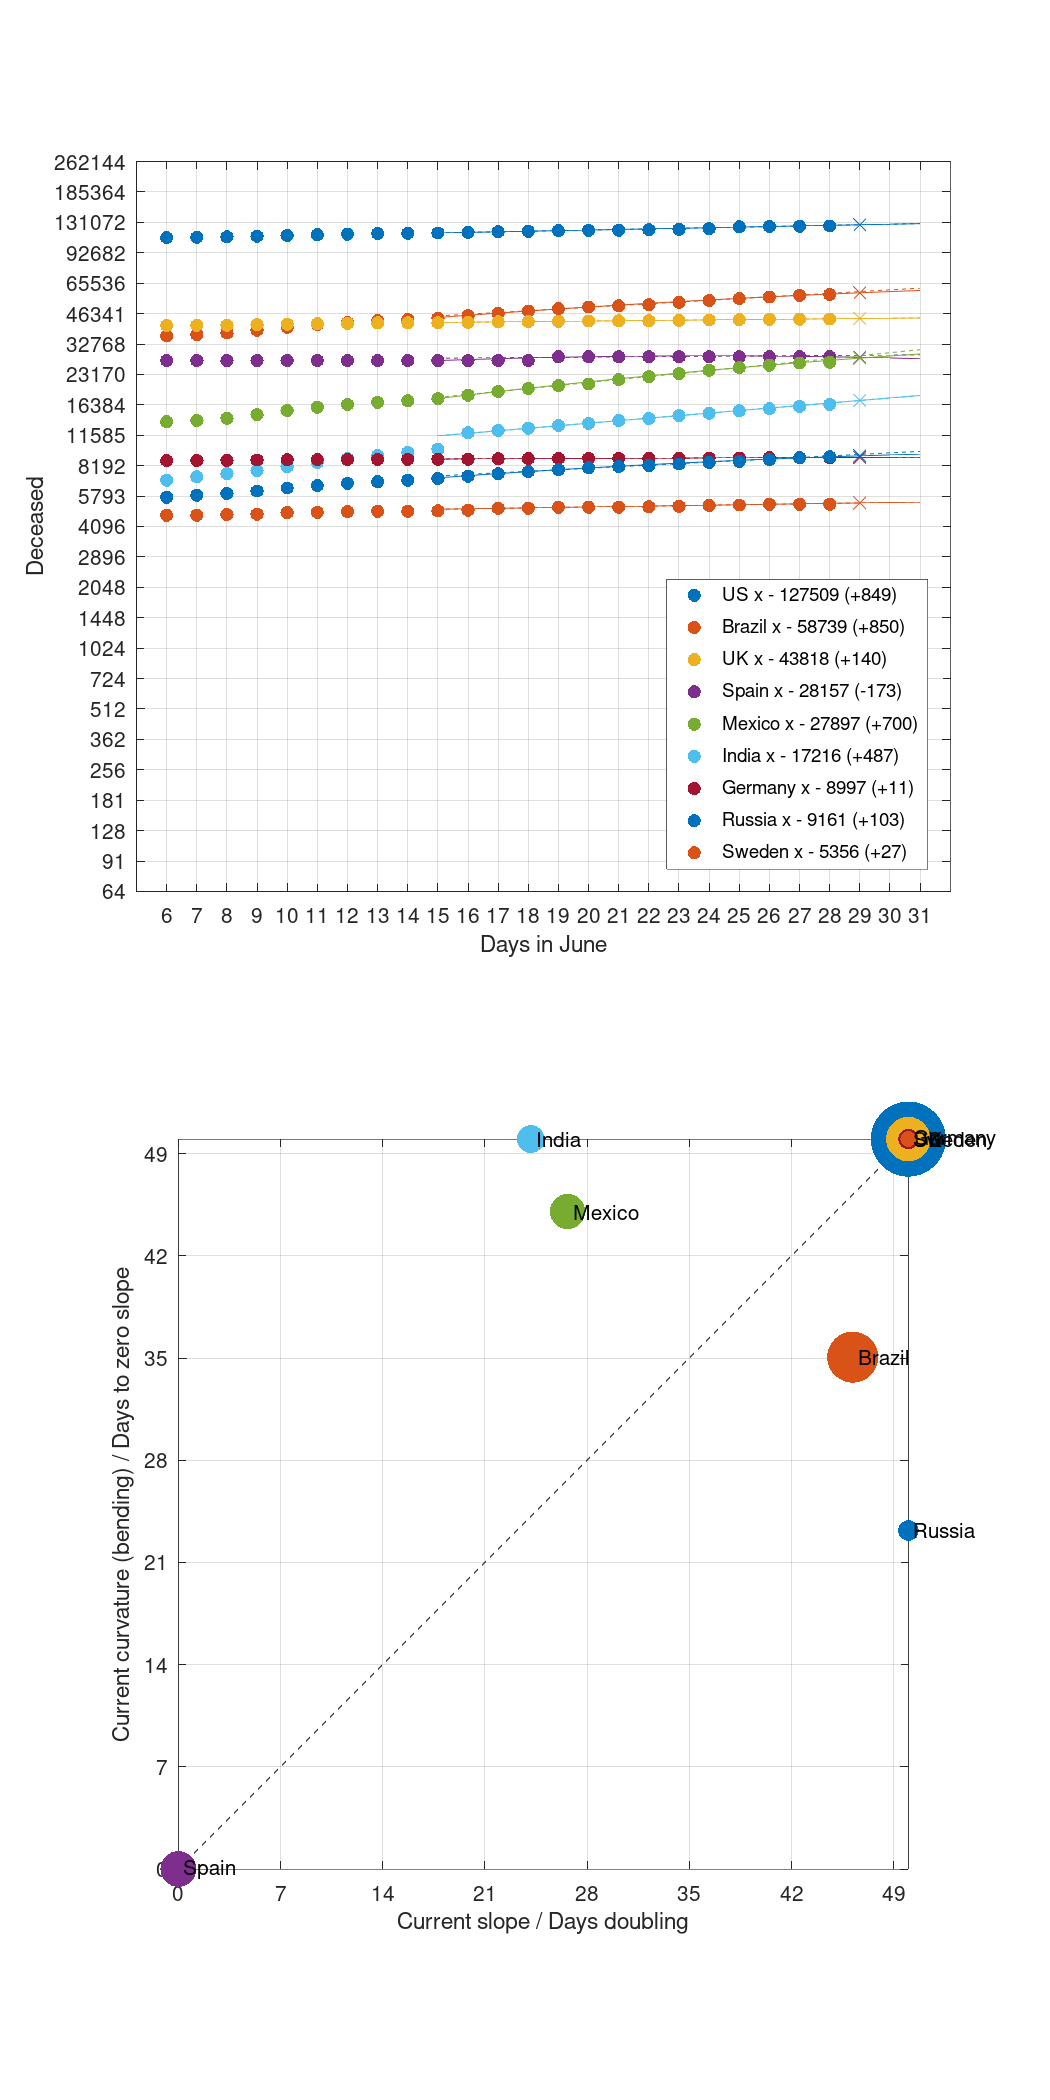 262144
185364
131072
92682
65536
46341
32768
23170
16384
11585
8192
5793
4096
2896
2048
1448
1024
724
512
362
256
181
128
91
64
Deceased
US x - 127509 (+849)
Brazil x - 58739 (+850)
UK x - 43818 (+140)
Spain x - 28157 (-173)
Mexico x - 27897 (+700)
India x - 17216 (+487)
Germany x - 8997 (+11)
Russia x - 9161 (+103)
Sweden x - 5356 (+27)
6 7 8 9 10 11 12 13 14 15 16 17 18 19 20 21 22 23 24 25 26 27 28 29 30 31
Days in June
India
Mexico
Brazil
Russia
Spain
49
42
35
28
21
14
7
0
Current curvature (bending) / Days to zero slope
0 7 14 21 28 35 42 49
Current slope / Days doubling